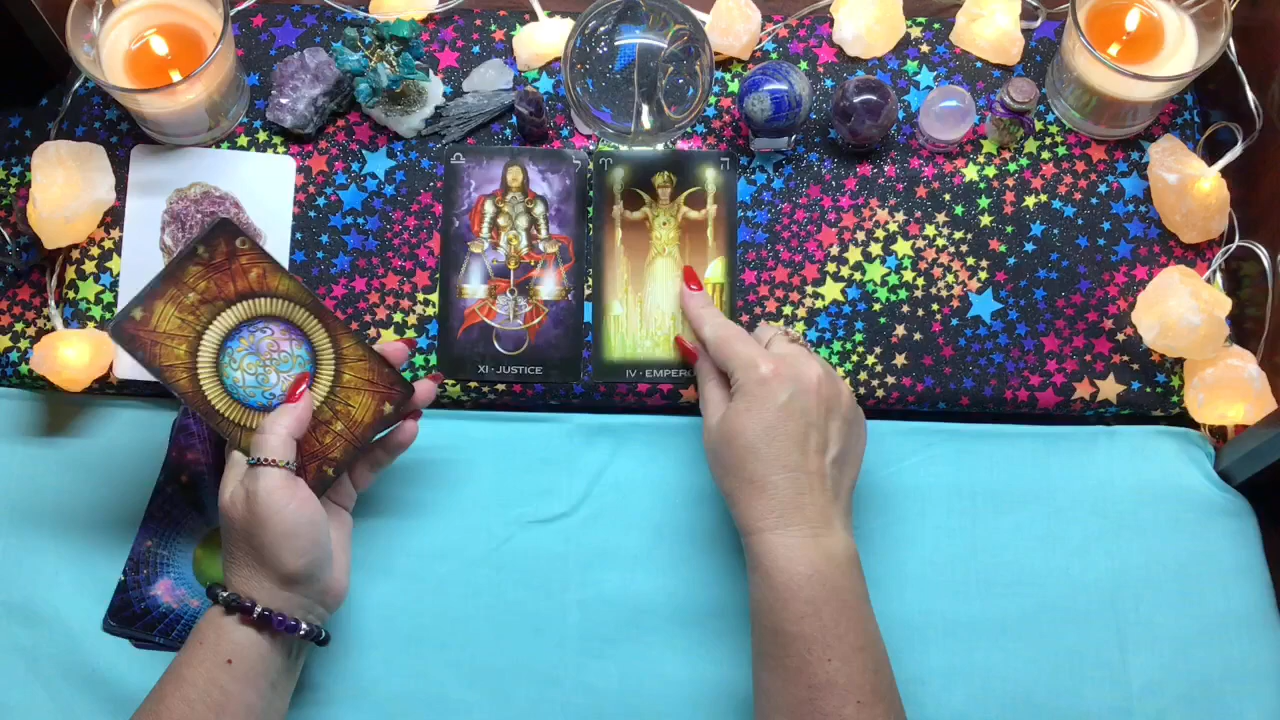 ♎ ל
XI · JUSTICE
♈ ה
IV · EMPERO